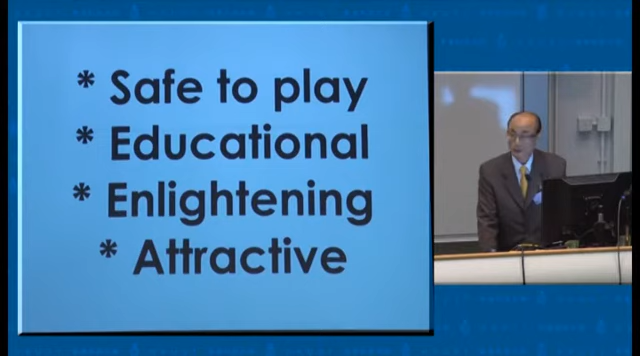 * Safe to play
* Educational
* Enlightening
* Attractive